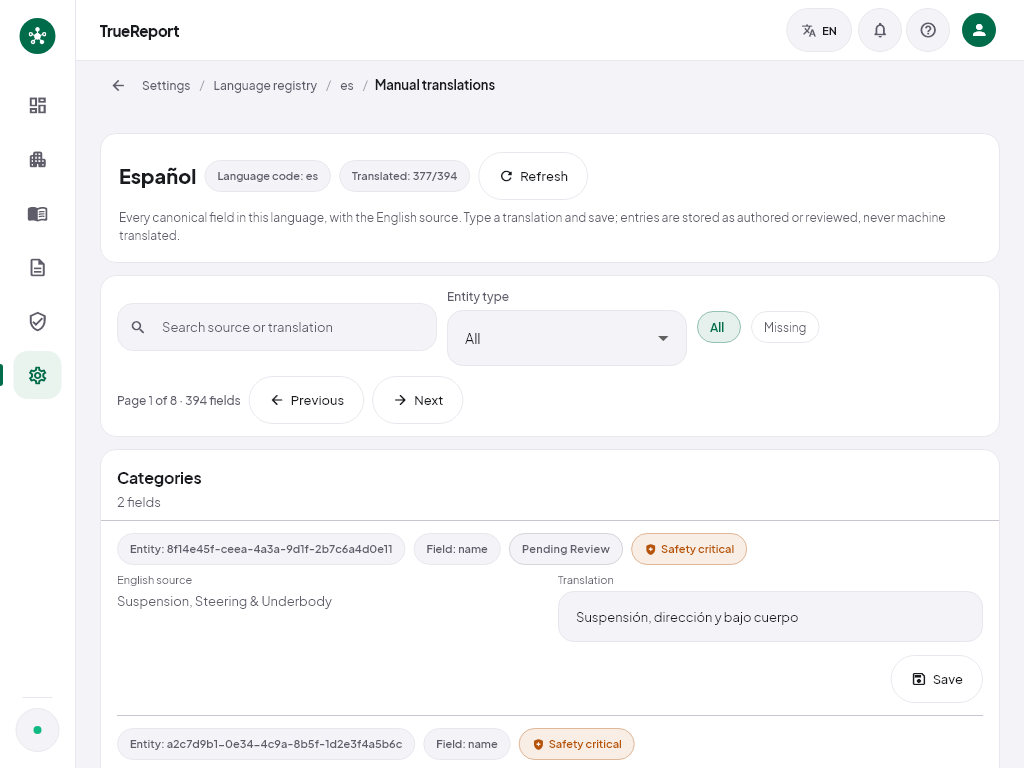 TrueReport
EN
Settings / Language registry / es / Manual translations
Español
Language code: es
Translated: 377/394
Refresh
Every canonical field in this language, with the English source. Type a translation and save; entries are stored as authored or reviewed, never machine
translated.
Entity type
Search source or translation
All
All
Missing
Page 1 of 8 · 394 fields
Previous
Next
Categories
2 fields
Entity: 8f14e45f-ceea-4a3a-9d1f-2b7c6a4d0e11
Field: name
Pending Review
Safety critical
English source
Translation
Suspension, Steering & Underbody
Suspensión, dirección y bajo cuerpo
Save
Entity: a2c7d9b1-0e34-4c9a-8b5f-1d2e3f4a5b6c
Field: name
Safety critical